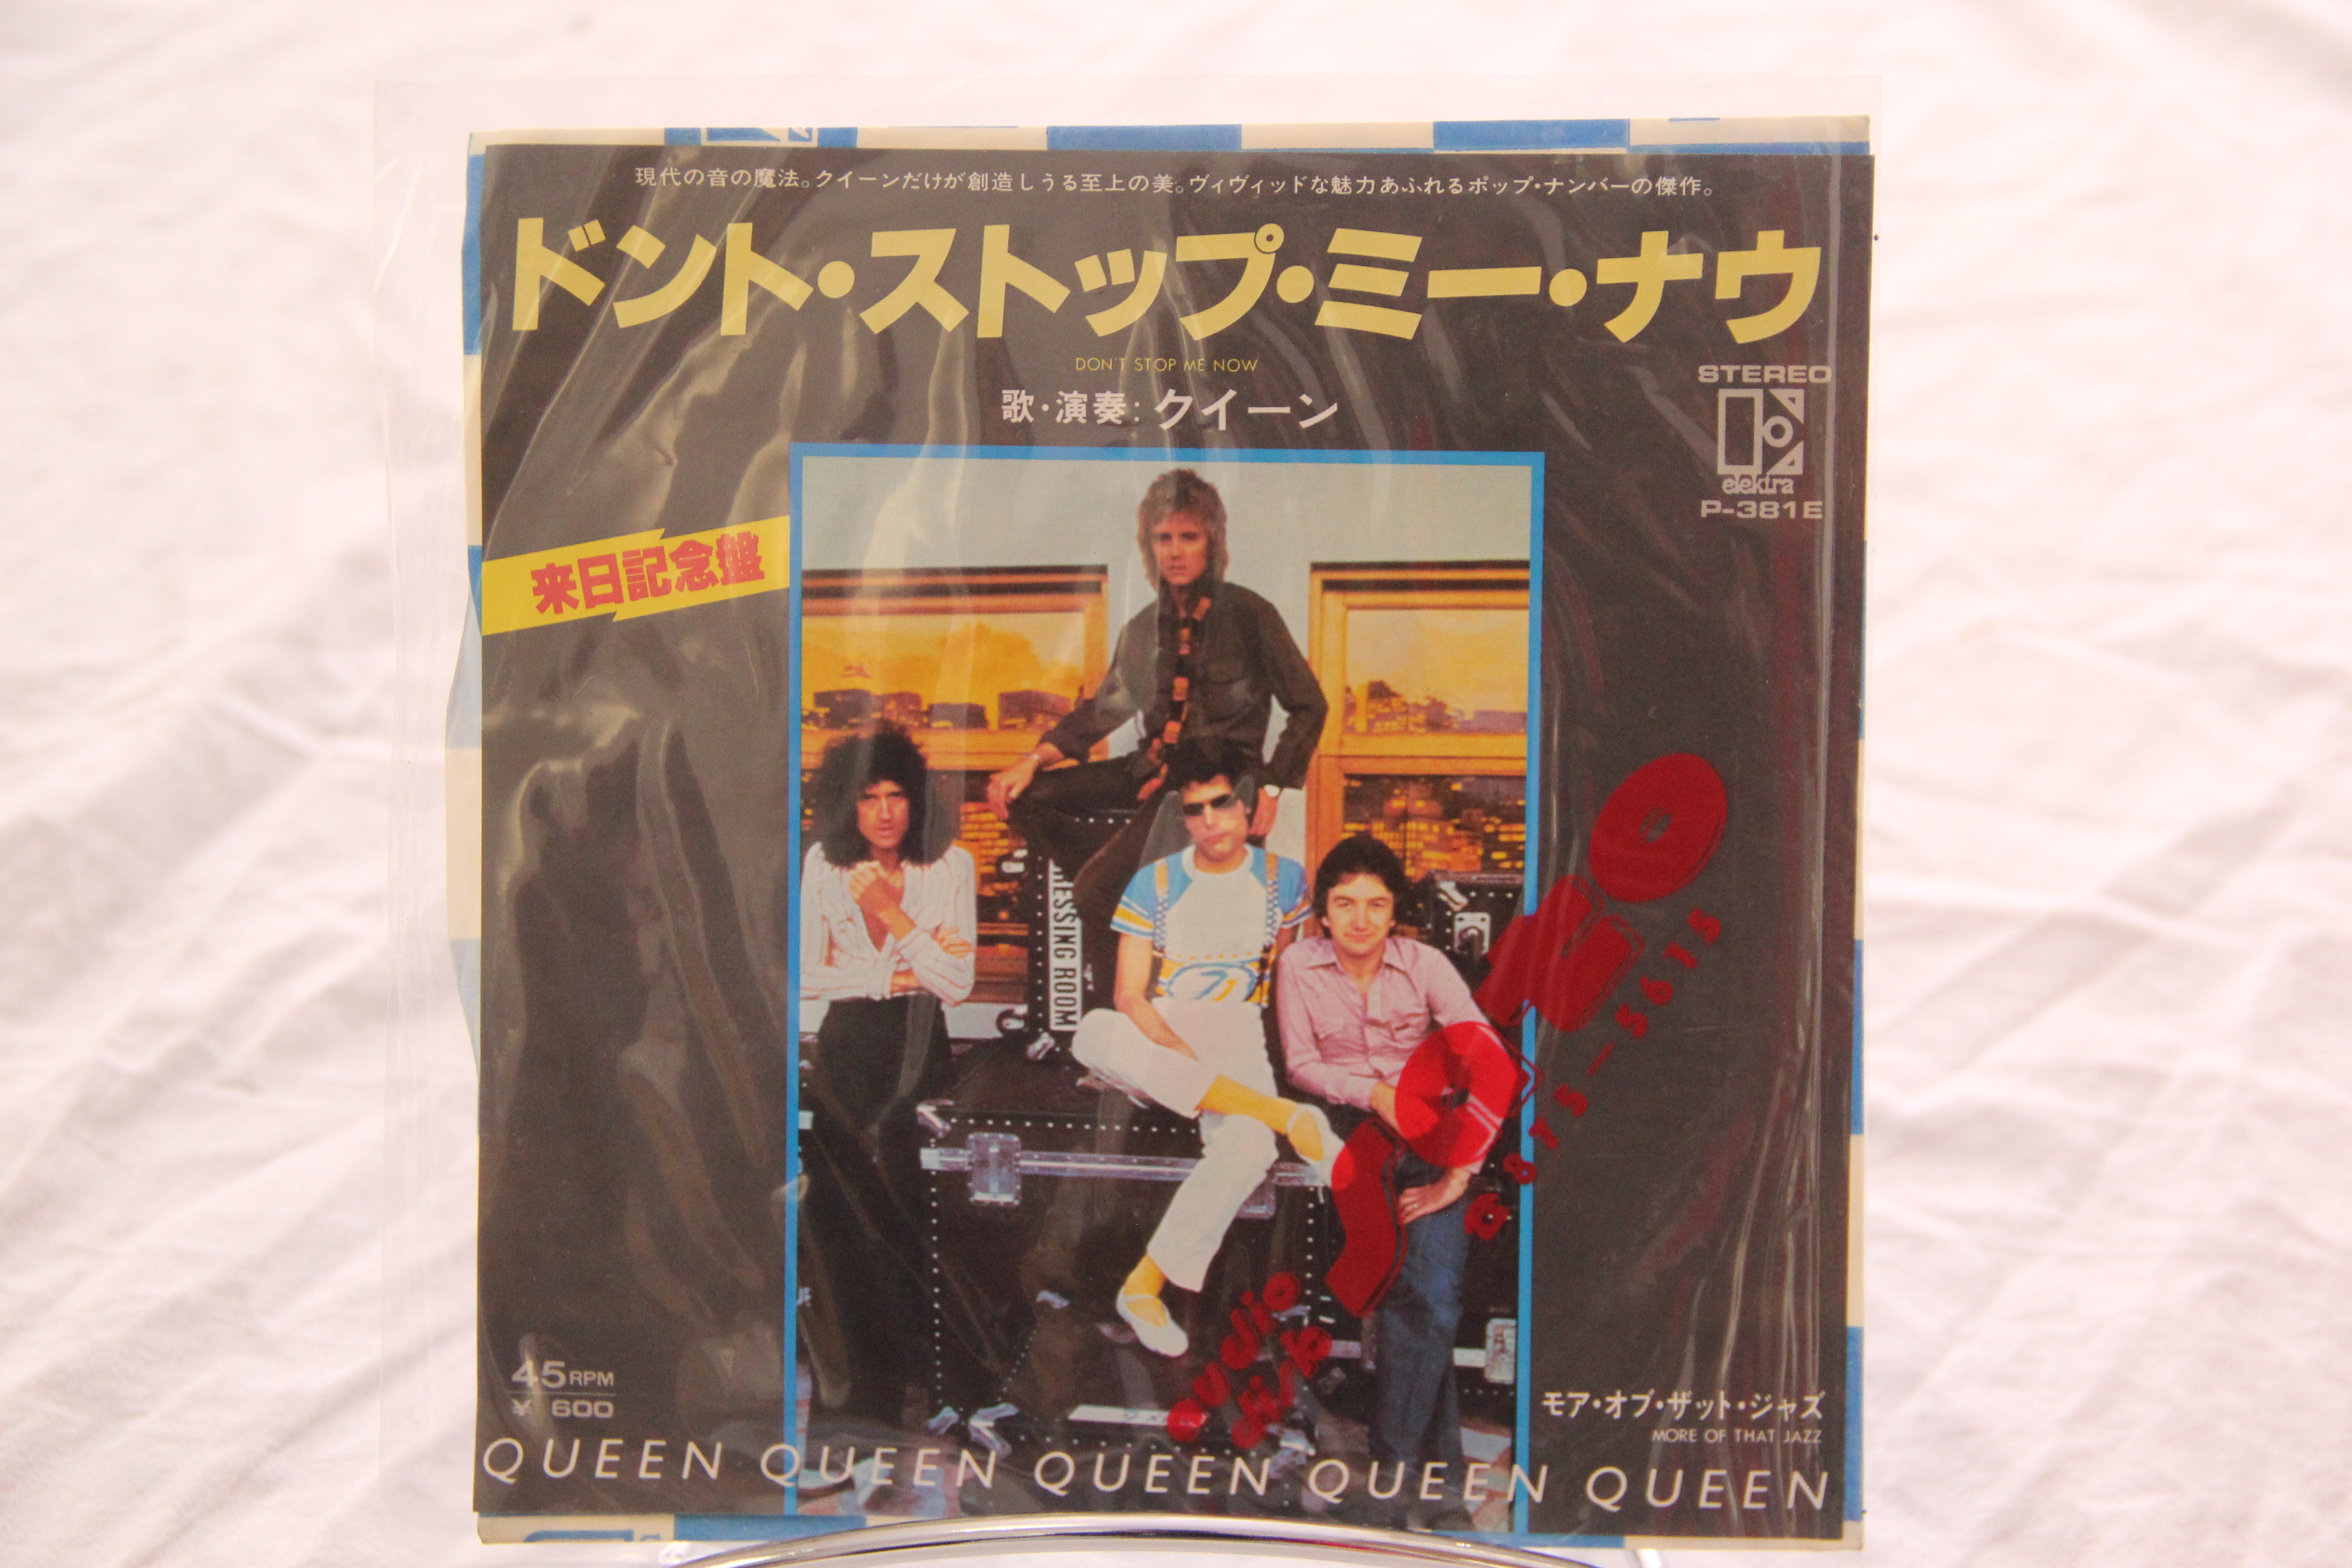 現代の音の魔法。クイーンだけが創造しうる至上の美。ヴィヴィッドな魅力あふれるポップ・ナンバーの傑作。
ドント・ストップ・ミー・ナウ
DON'T STOP ME NOW
歌・演奏：クイーン
STEREO
elektra
P-381E
来日記念盤
ESSING ROOM
audio
disk
45RPM
¥ 600
モア・オブ・ザット・ジャズ
MORE OF THAT JAZZ
QUEEN QUEEN QUEEN QUEEN QUEEN